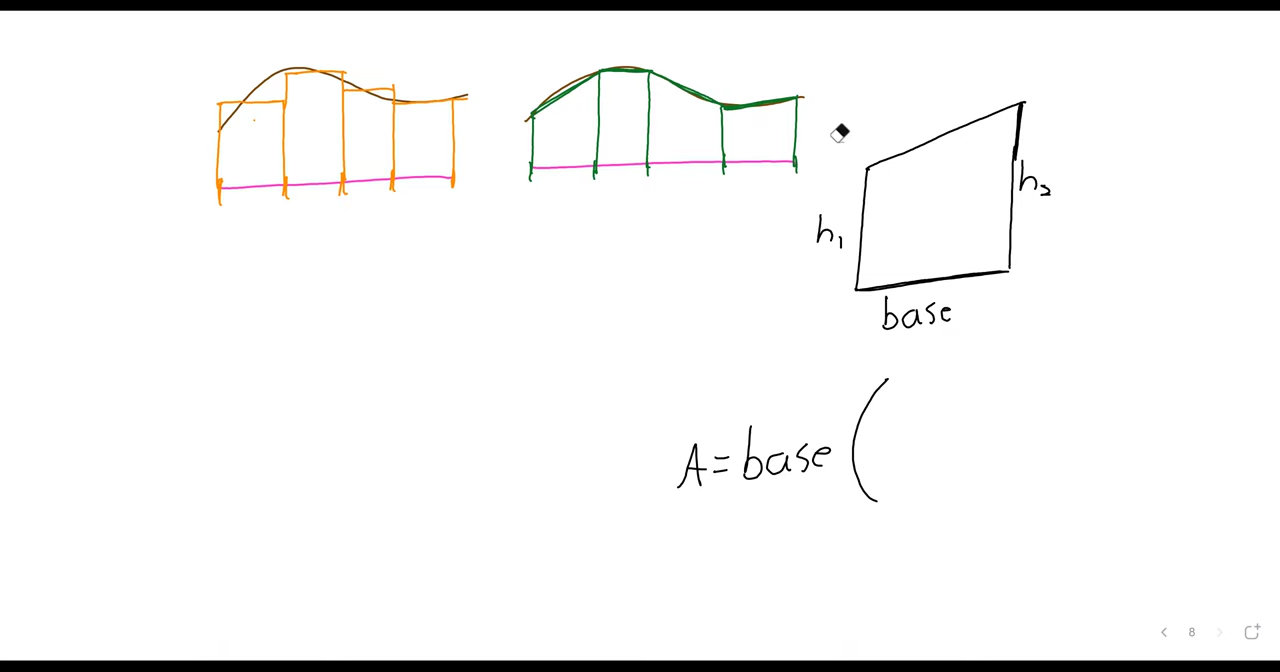 h₂
h₁
base
A = base (
8